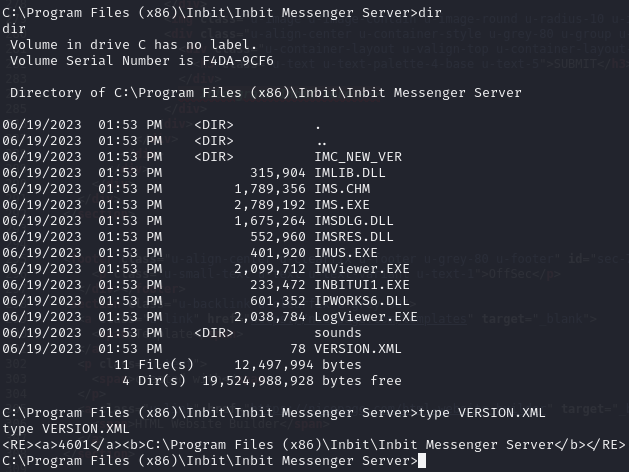 C:\Program Files (x86)\Inbit\Inbit Messenger Server>dir
dir
 Volume in drive C has no label.
 Volume Serial Number is F4DA-9CF6

 Directory of C:\Program Files (x86)\Inbit\Inbit Messenger Server

06/19/2023  01:53 PM    <DIR>          .
06/19/2023  01:53 PM    <DIR>          ..
06/19/2023  01:53 PM    <DIR>          IMC_NEW_VER
06/19/2023  01:53 PM           315,904 IMLIB.DLL
06/19/2023  01:53 PM         1,789,356 IMS.CHM
06/19/2023  01:53 PM         2,789,192 IMS.EXE
06/19/2023  01:53 PM         1,675,264 IMSDLG.DLL
06/19/2023  01:53 PM           552,960 IMSRES.DLL
06/19/2023  01:53 PM           401,920 IMUS.EXE
06/19/2023  01:53 PM         2,099,712 IMViewer.EXE
06/19/2023  01:53 PM           233,472 INBITUI1.EXE
06/19/2023  01:53 PM           601,352 IPWORKS6.DLL
06/19/2023  01:53 PM         2,038,784 LogViewer.EXE
06/19/2023  01:53 PM    <DIR>          sounds
06/19/2023  01:53 PM                78 VERSION.XML
              11 File(s)     12,497,994 bytes
               4 Dir(s)  19,524,988,928 bytes free

C:\Program Files (x86)\Inbit\Inbit Messenger Server>type VERSION.XML
type VERSION.XML
<RE><a>4601</a><b>C:\Program Files (x86)\Inbit\Inbit Messenger Server</b></RE>
C:\Program Files (x86)\Inbit\Inbit Messenger Server>